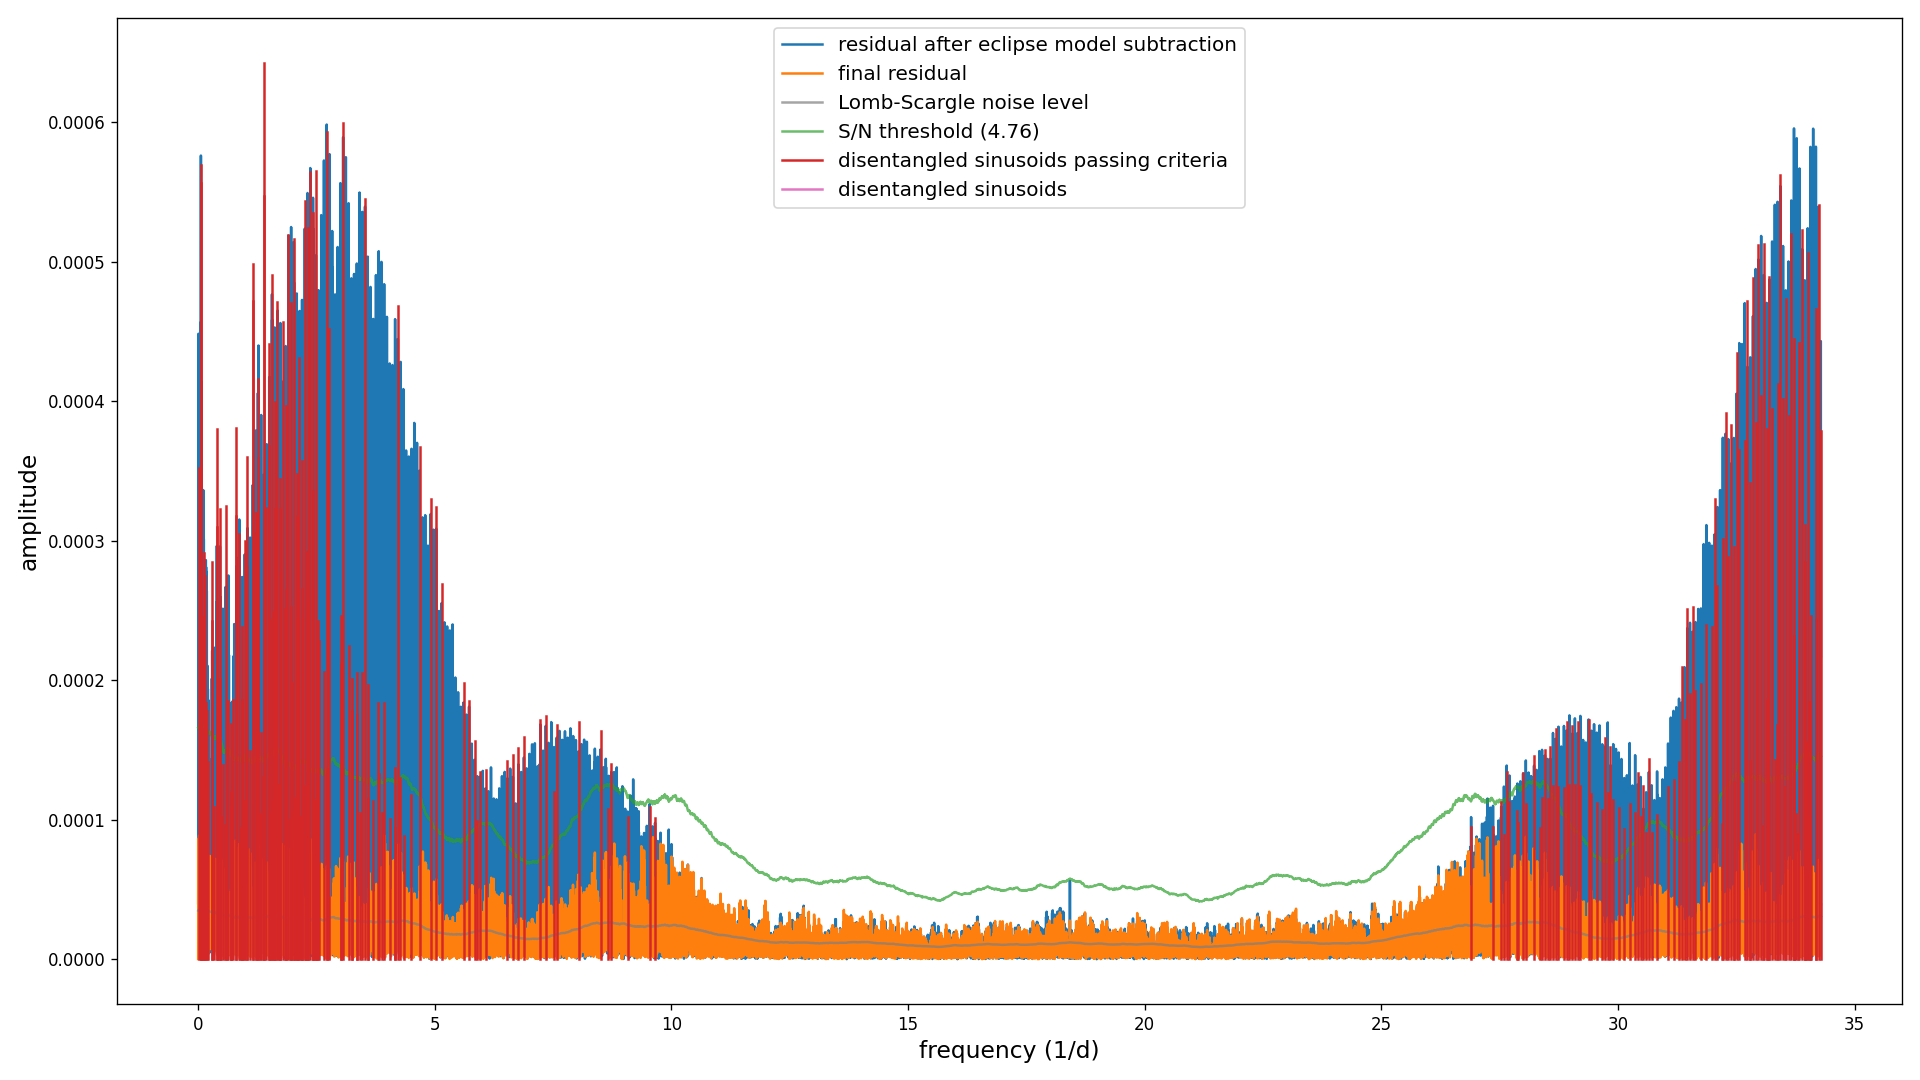 residual after eclipse model subtraction
final residual
Lomb-Scargle noise level
S/N threshold (4.76)
disentangled sinusoids passing criteria
disentangled sinusoids
amplitude
0.0006
0.0005
0.0004
0.0003
0.0002
0.0001
0.0000
0 5 10 15 20 25 30 35
frequency (1/d)